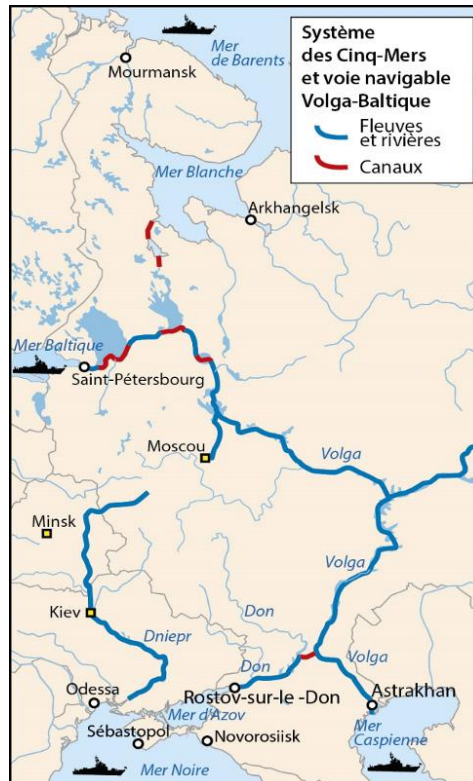 Mer
de Barents
Mourmansk
Système
des Cinq-Mers
et voie navigable
Volga-Baltique
Fleuves
et rivières
Canaux
Mer Blanche
Arkhangelsk
Mer Baltique
Saint-Pétersbourg
Moscou
Volga
Minsk
Volga
Kiev
Dniepr
Don
Don
Volga
Odessa
Rostov-sur-le -Don
Astrakhan
Mer d'Azov
Mer
Caspienne
Sébastopol
Novorosiisk
Mer Noire